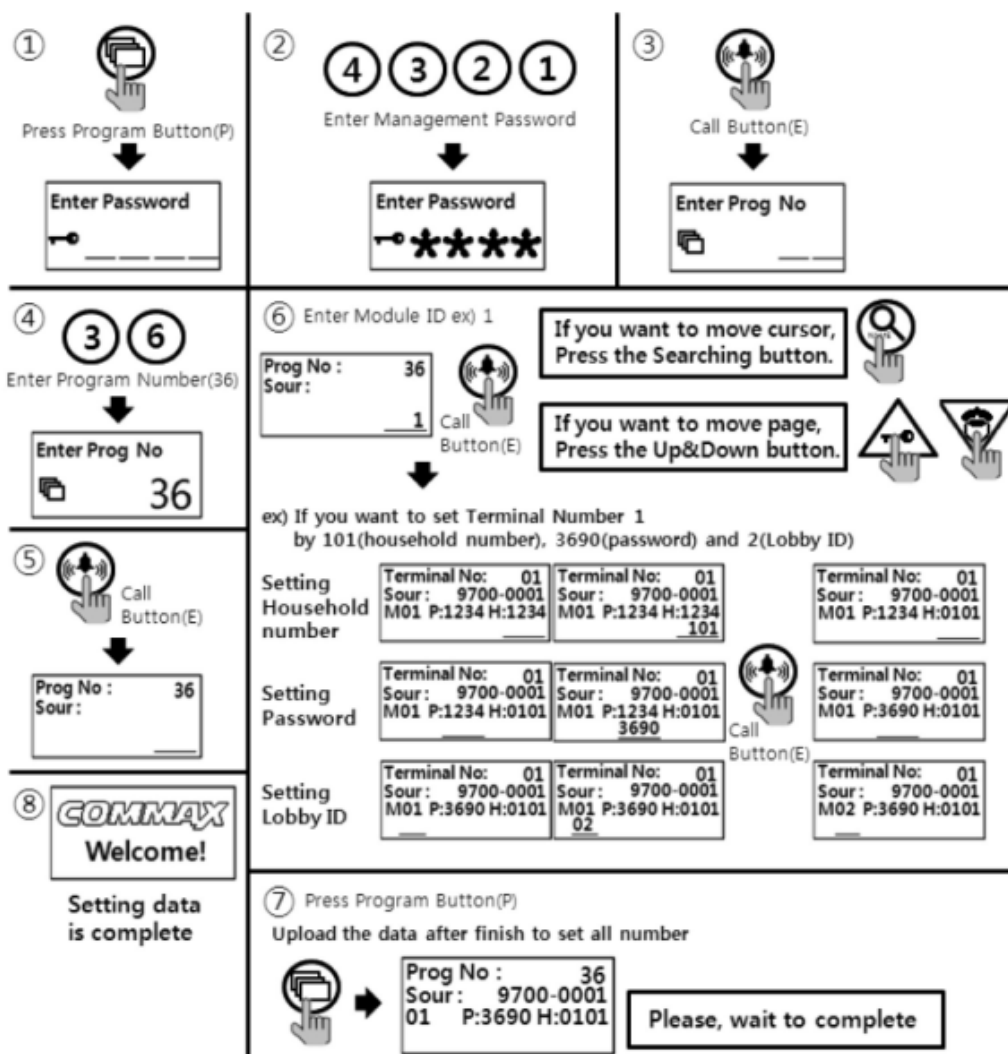 ①
Press Program Button(P)
Enter Password
②
4 3 2 1
Enter Management Password
Enter Password
③
Call Button(E)
Enter Prog No
④
3 6
Enter Program Number(36)
Enter Prog No
36
⑤
Call
Button(E)
Prog No : 36
Sour :
⑥ Enter Module ID ex) 1
Prog No : 36
Sour :
1
Call
Button(E)
If you want to move cursor,
Press the Searching button.
If you want to move page,
Press the Up&Down button.
ex) If you want to set Terminal Number 1
by 101(household number), 3690(password) and 2(Lobby ID)
Setting
Household
number
Terminal No: 01
Sour : 9700-0001
M01 P:1234 H:1234
Terminal No: 01
Sour : 9700-0001
M01 P:1234 H:1234
101
Terminal No: 01
Sour : 9700-0001
M01 P:1234 H:0101
Setting
Password
Terminal No: 01
Sour : 9700-0001
M01 P:1234 H:0101
Terminal No: 01
Sour : 9700-0001
M01 P:1234 H:0101
3690
Call
Button(E)
Terminal No: 01
Sour : 9700-0001
M01 P:3690 H:0101
Setting
Lobby ID
Terminal No: 01
Sour : 9700-0001
M01 P:3690 H:0101
Terminal No: 01
Sour : 9700-0001
M01 P:3690 H:0101
02
Terminal No: 01
Sour : 9700-0001
M02 P:3690 H:0101
⑦ Press Program Button(P)
Upload the data after finish to set all number
Prog No : 36
Sour : 9700-0001
01 P:3690 H:0101
Please, wait to complete
⑧
COMMAX
Welcome!
Setting data
is complete